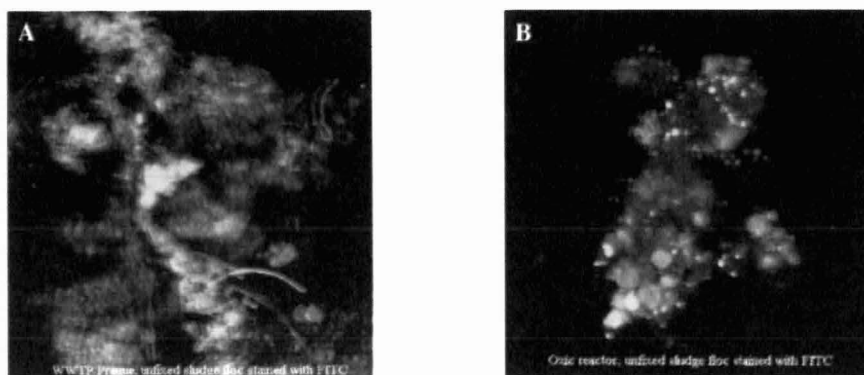 A
B
WWTP Prague, unfixed sludge floc stained with FITC
Oxic reactor, unfixed sludge floc stained with FITC